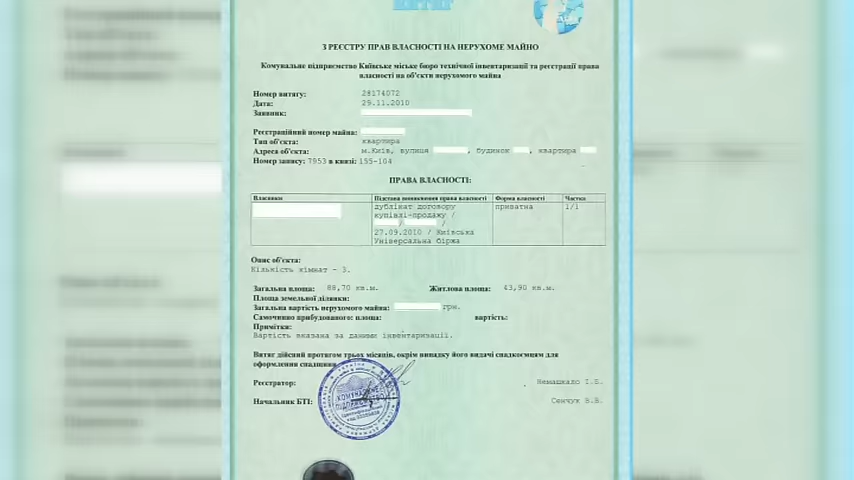 З РЕЄСТРУ ПРАВ ВЛАСНОСТІ НА НЕРУХОМЕ МАЙНО
Комунальне підприємство Київське міське бюро технічної інвентаризації та реєстрації права
власності на об'єкти нерухомого майна
Номер витягу: 28174072
Дата: 29.11.2010
Заявник:
Реєстраційний номер майна:
Тип об'єкта: квартира
Адреса об'єкта: м.Київ, вулиця , будинок , квартира
Номер запису: 7953 в книзі: 155-104
ПРАВА ВЛАСНОСТІ:
Власники Підстава виникнення права власності Форма власності Частка
дублікат договору приватна 1/1
купівлі-продажу /
/ /
27.09.2010 / Київська
Універсальна біржа
Опис об'єкта:
Кількість кімнат - 3.
Загальна площа: 88,70 кв.м. Житлова площа: 43,90 кв.м.
Площа земельної ділянки:
Загальна вартість нерухомого майна: грн.
Самочинно прибудованого: площа: вартість:
Примітки:
Вартість вказана за даними інвентаризації.
Витяг дійсний протягом трьох місяців, окрім випадку його видачі спадкоємцям для
оформлення спадщини
Реєстратор: Немашкало І.Б.
Начальник БТІ: Сенчук В.В.
КОМУНАЛЬНЕ
ПІДПРИЄМСТВО